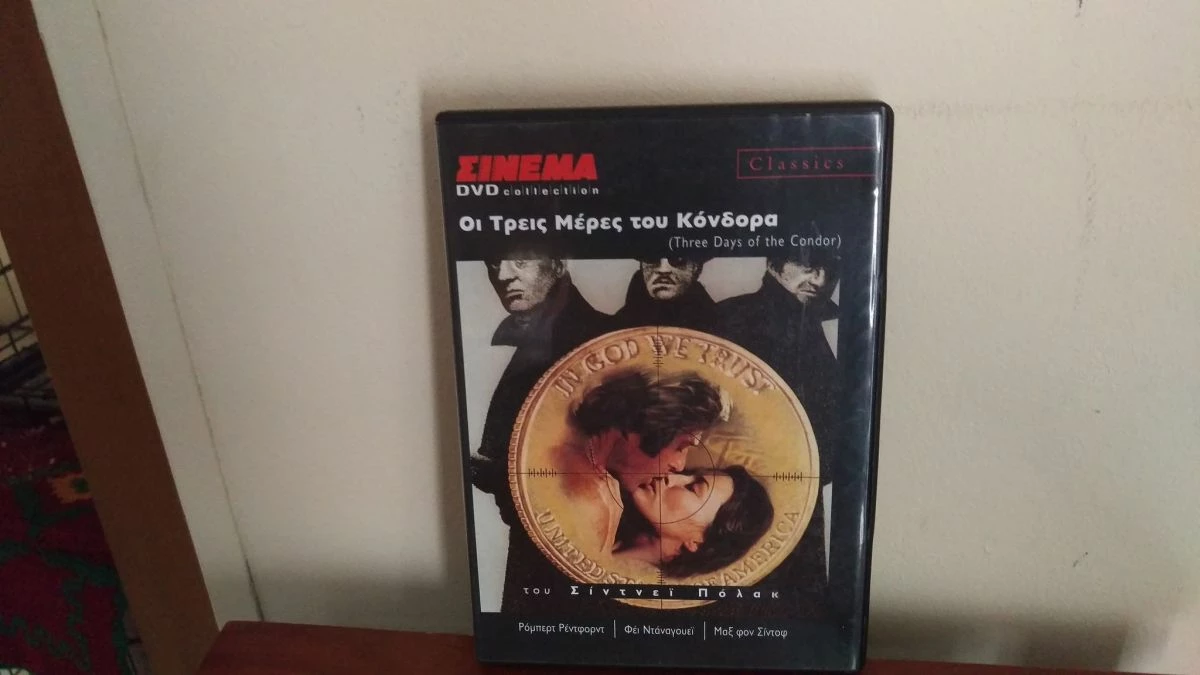 ΣINEMA
DVD collection
Classics
Οι Τρεις Μέρες του Κόνδορα
(Three Days of the Condor)
IN GOD WE TRUST
UNITED STATES OF AMERICA
του Σίντνεϊ Πόλακ
Ρόμπερτ Ρέντφορντ | Φέι Ντάναγουεϊ | Μαξ φον Σίντοφ